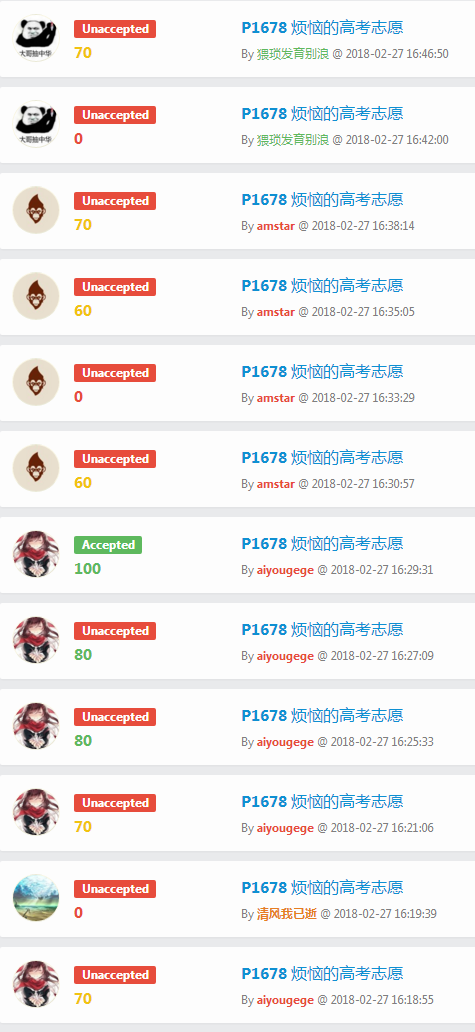 Unaccepted
70
P1678 烦恼的高考志愿
By 猥琐发育别浪 @ 2018-02-27 16:46:50
大哥抽中华
Unaccepted
0
P1678 烦恼的高考志愿
By 猥琐发育别浪 @ 2018-02-27 16:42:00
大哥抽中华
Unaccepted
70
P1678 烦恼的高考志愿
By amstar @ 2018-02-27 16:38:14
Unaccepted
60
P1678 烦恼的高考志愿
By amstar @ 2018-02-27 16:35:05
Unaccepted
0
P1678 烦恼的高考志愿
By amstar @ 2018-02-27 16:33:29
Unaccepted
60
P1678 烦恼的高考志愿
By amstar @ 2018-02-27 16:30:57
Accepted
100
P1678 烦恼的高考志愿
By aiyougege @ 2018-02-27 16:29:31
Unaccepted
80
P1678 烦恼的高考志愿
By aiyougege @ 2018-02-27 16:27:09
Unaccepted
80
P1678 烦恼的高考志愿
By aiyougege @ 2018-02-27 16:25:33
Unaccepted
70
P1678 烦恼的高考志愿
By aiyougege @ 2018-02-27 16:21:06
Unaccepted
0
P1678 烦恼的高考志愿
By 清风我已逝 @ 2018-02-27 16:19:39
Unaccepted
70
P1678 烦恼的高考志愿
By aiyougege @ 2018-02-27 16:18:55